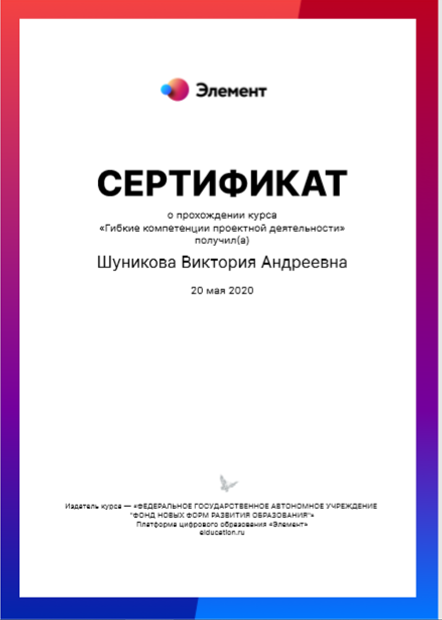 Элемент
СЕРТИФИКАТ
о прохождении курса
«Гибкие компетенции проектной деятельности»
получил(а)
Шуникова Виктория Андреевна
20 мая 2020
Издатель курса — «ФЕДЕРАЛЬНОЕ ГОСУДАРСТВЕННОЕ АВТОНОМНОЕ УЧРЕЖДЕНИЕ
"ФОНД НОВЫХ ФОРМ РАЗВИТИЯ ОБРАЗОВАНИЯ"»
Платформа цифрового образования «Элемент»
elducation.ru